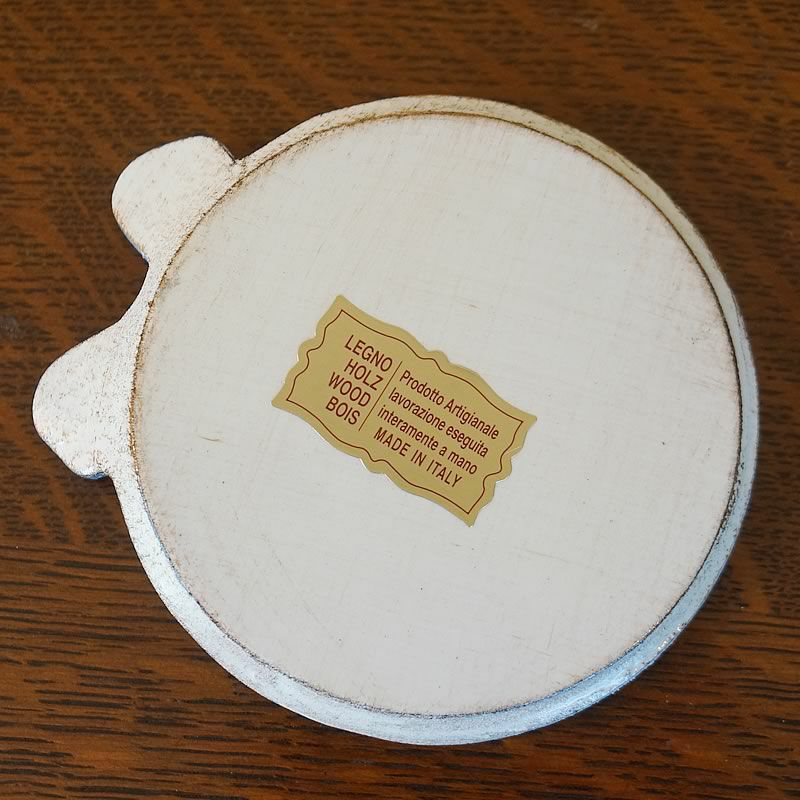 LEGNO
HOLZ
WOOD
BOIS
Prodotto Artigianale
lavorazione eseguita
interamente a mano
MADE IN ITALY